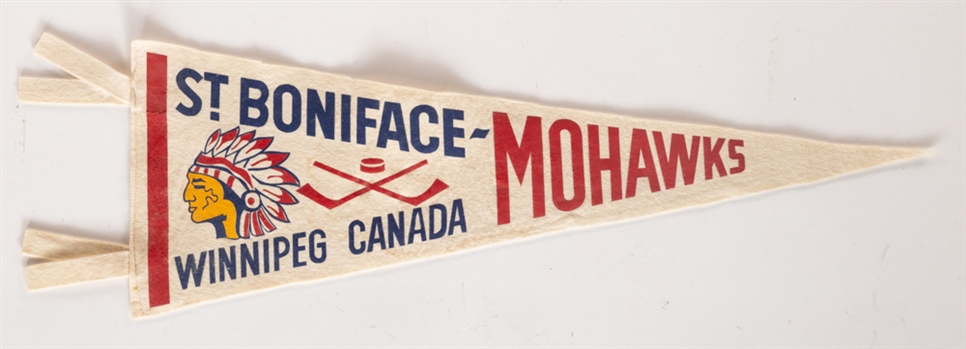 ST. BONIFACE-
MOHAWKS
WINNIPEG CANADA